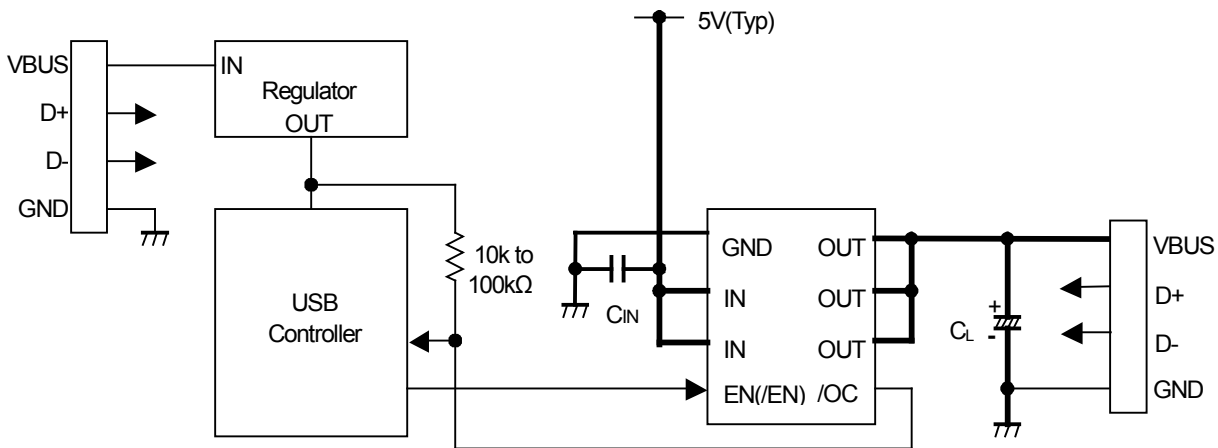 5V(Typ)
VBUS
D+
D-
GND
IN
Regulator
OUT
10k to
100kΩ
USB
Controller
CIN
GND OUT
IN OUT
IN OUT
EN(/EN) /OC
+
CL
-
VBUS
D+
D-
GND